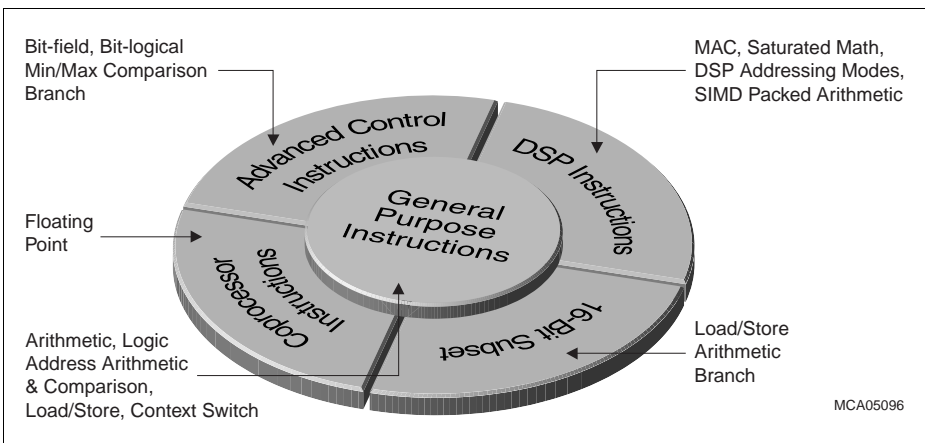 Bit-field, Bit-logical
Min/Max Comparison
Branch
MAC, Saturated Math,
DSP Addressing Modes,
SIMD Packed Arithmetic
Advanced Control
Instructions
DSP Instructions
General
Purpose
Instructions
Floating
Point
Coprocessor
Instructions
16-Bit Subset
Arithmetic, Logic
Address Arithmetic
& Comparison,
Load/Store, Context Switch
Load/Store
Arithmetic
Branch
MCA05096